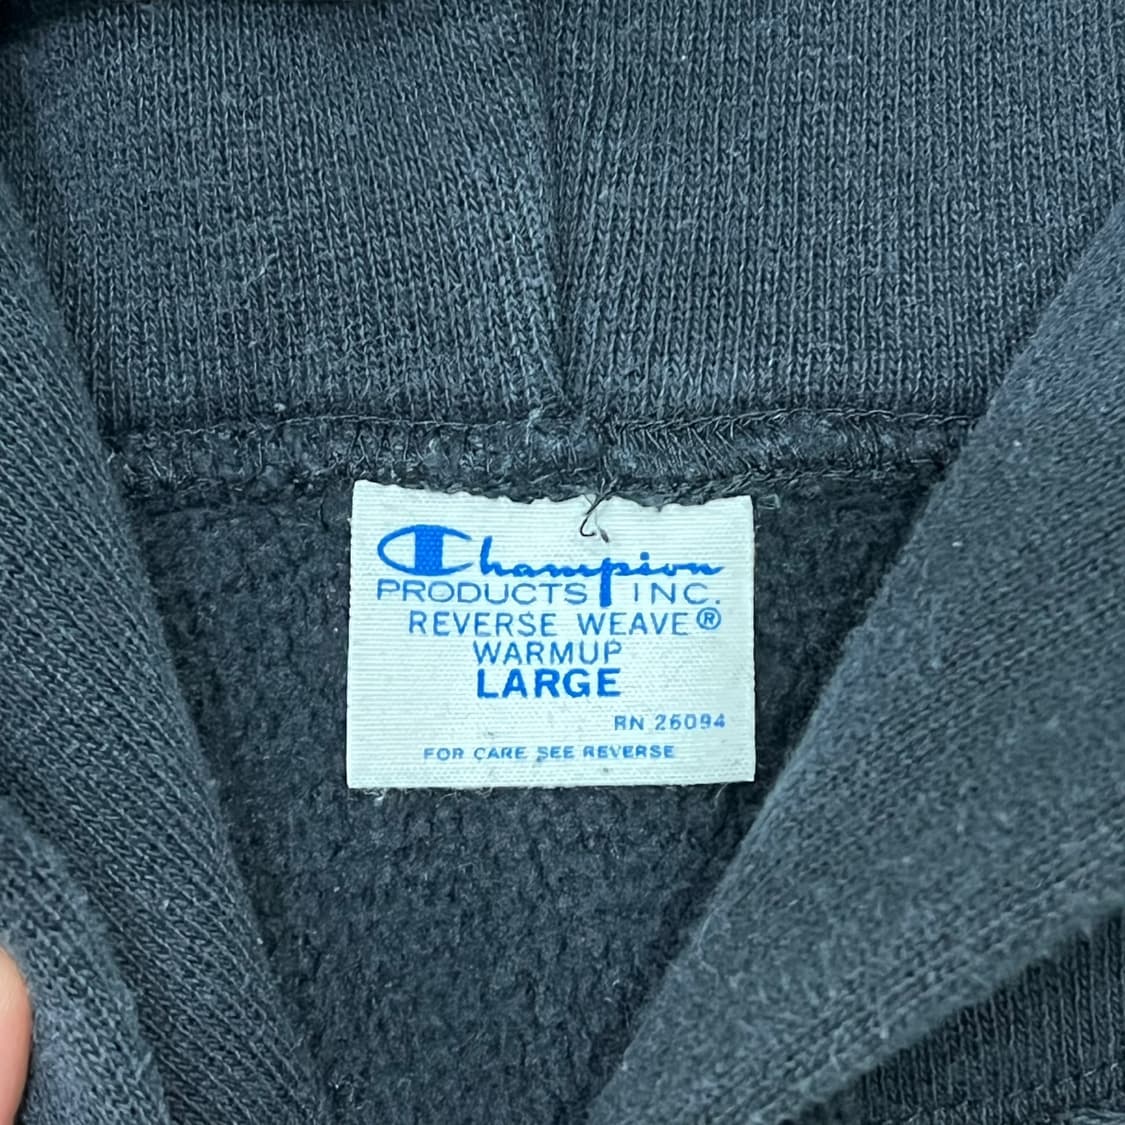 Champion
PRODUCTS INC.
REVERSE WEAVE®
WARMUP
LARGE
RN 26094
FOR CARE SEE REVERSE